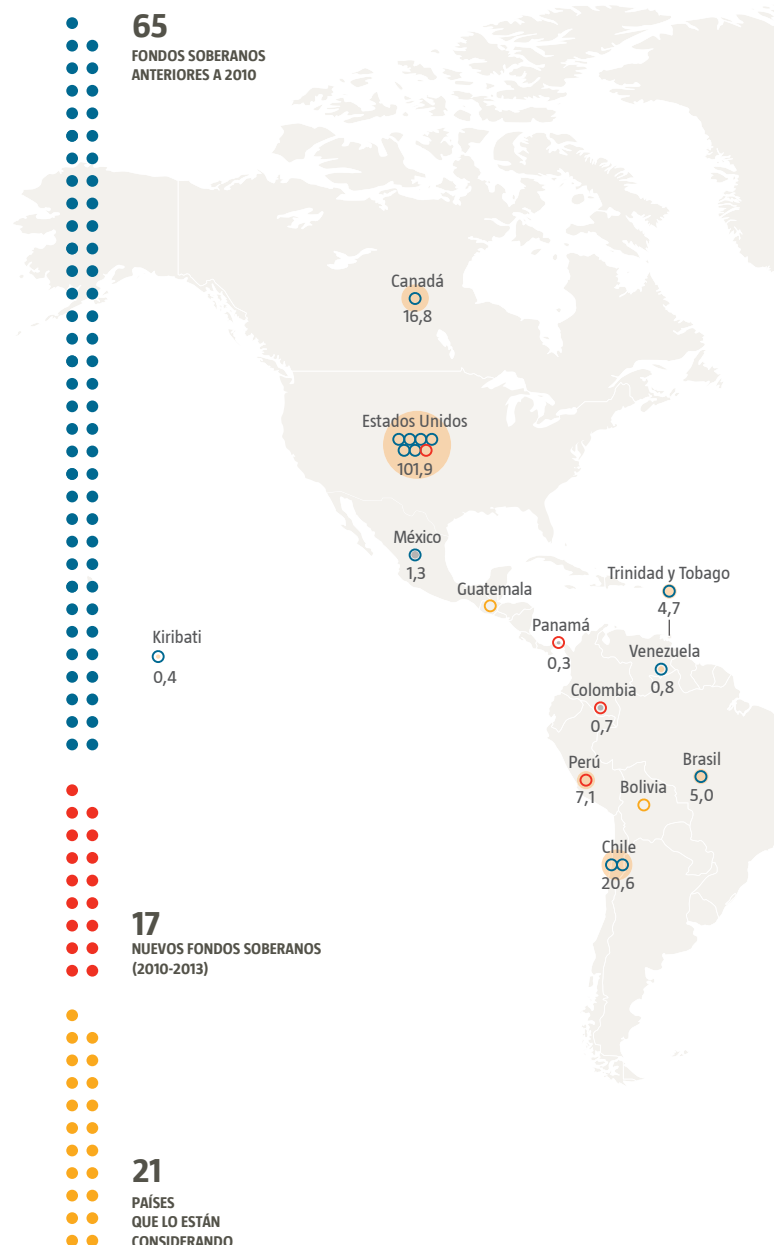 65
FONDOS SOBERANOS
ANTERIORES A 2010
Canadá
16,8
Estados Unidos
101,9
México
1,3
Guatemala
Trinidad y Tobago
4,7
Panamá
0,3
Kiribati
0,4
Venezuela
0,8
Colombia
0,7
Perú
7,1
Bolivia
Brasil
5,0
Chile
20,6
17
NUEVOS FONDOS SOBERANOS
(2010-2013)
21
PAÍSES
QUE LO ESTÁN
CONSIDERANDO